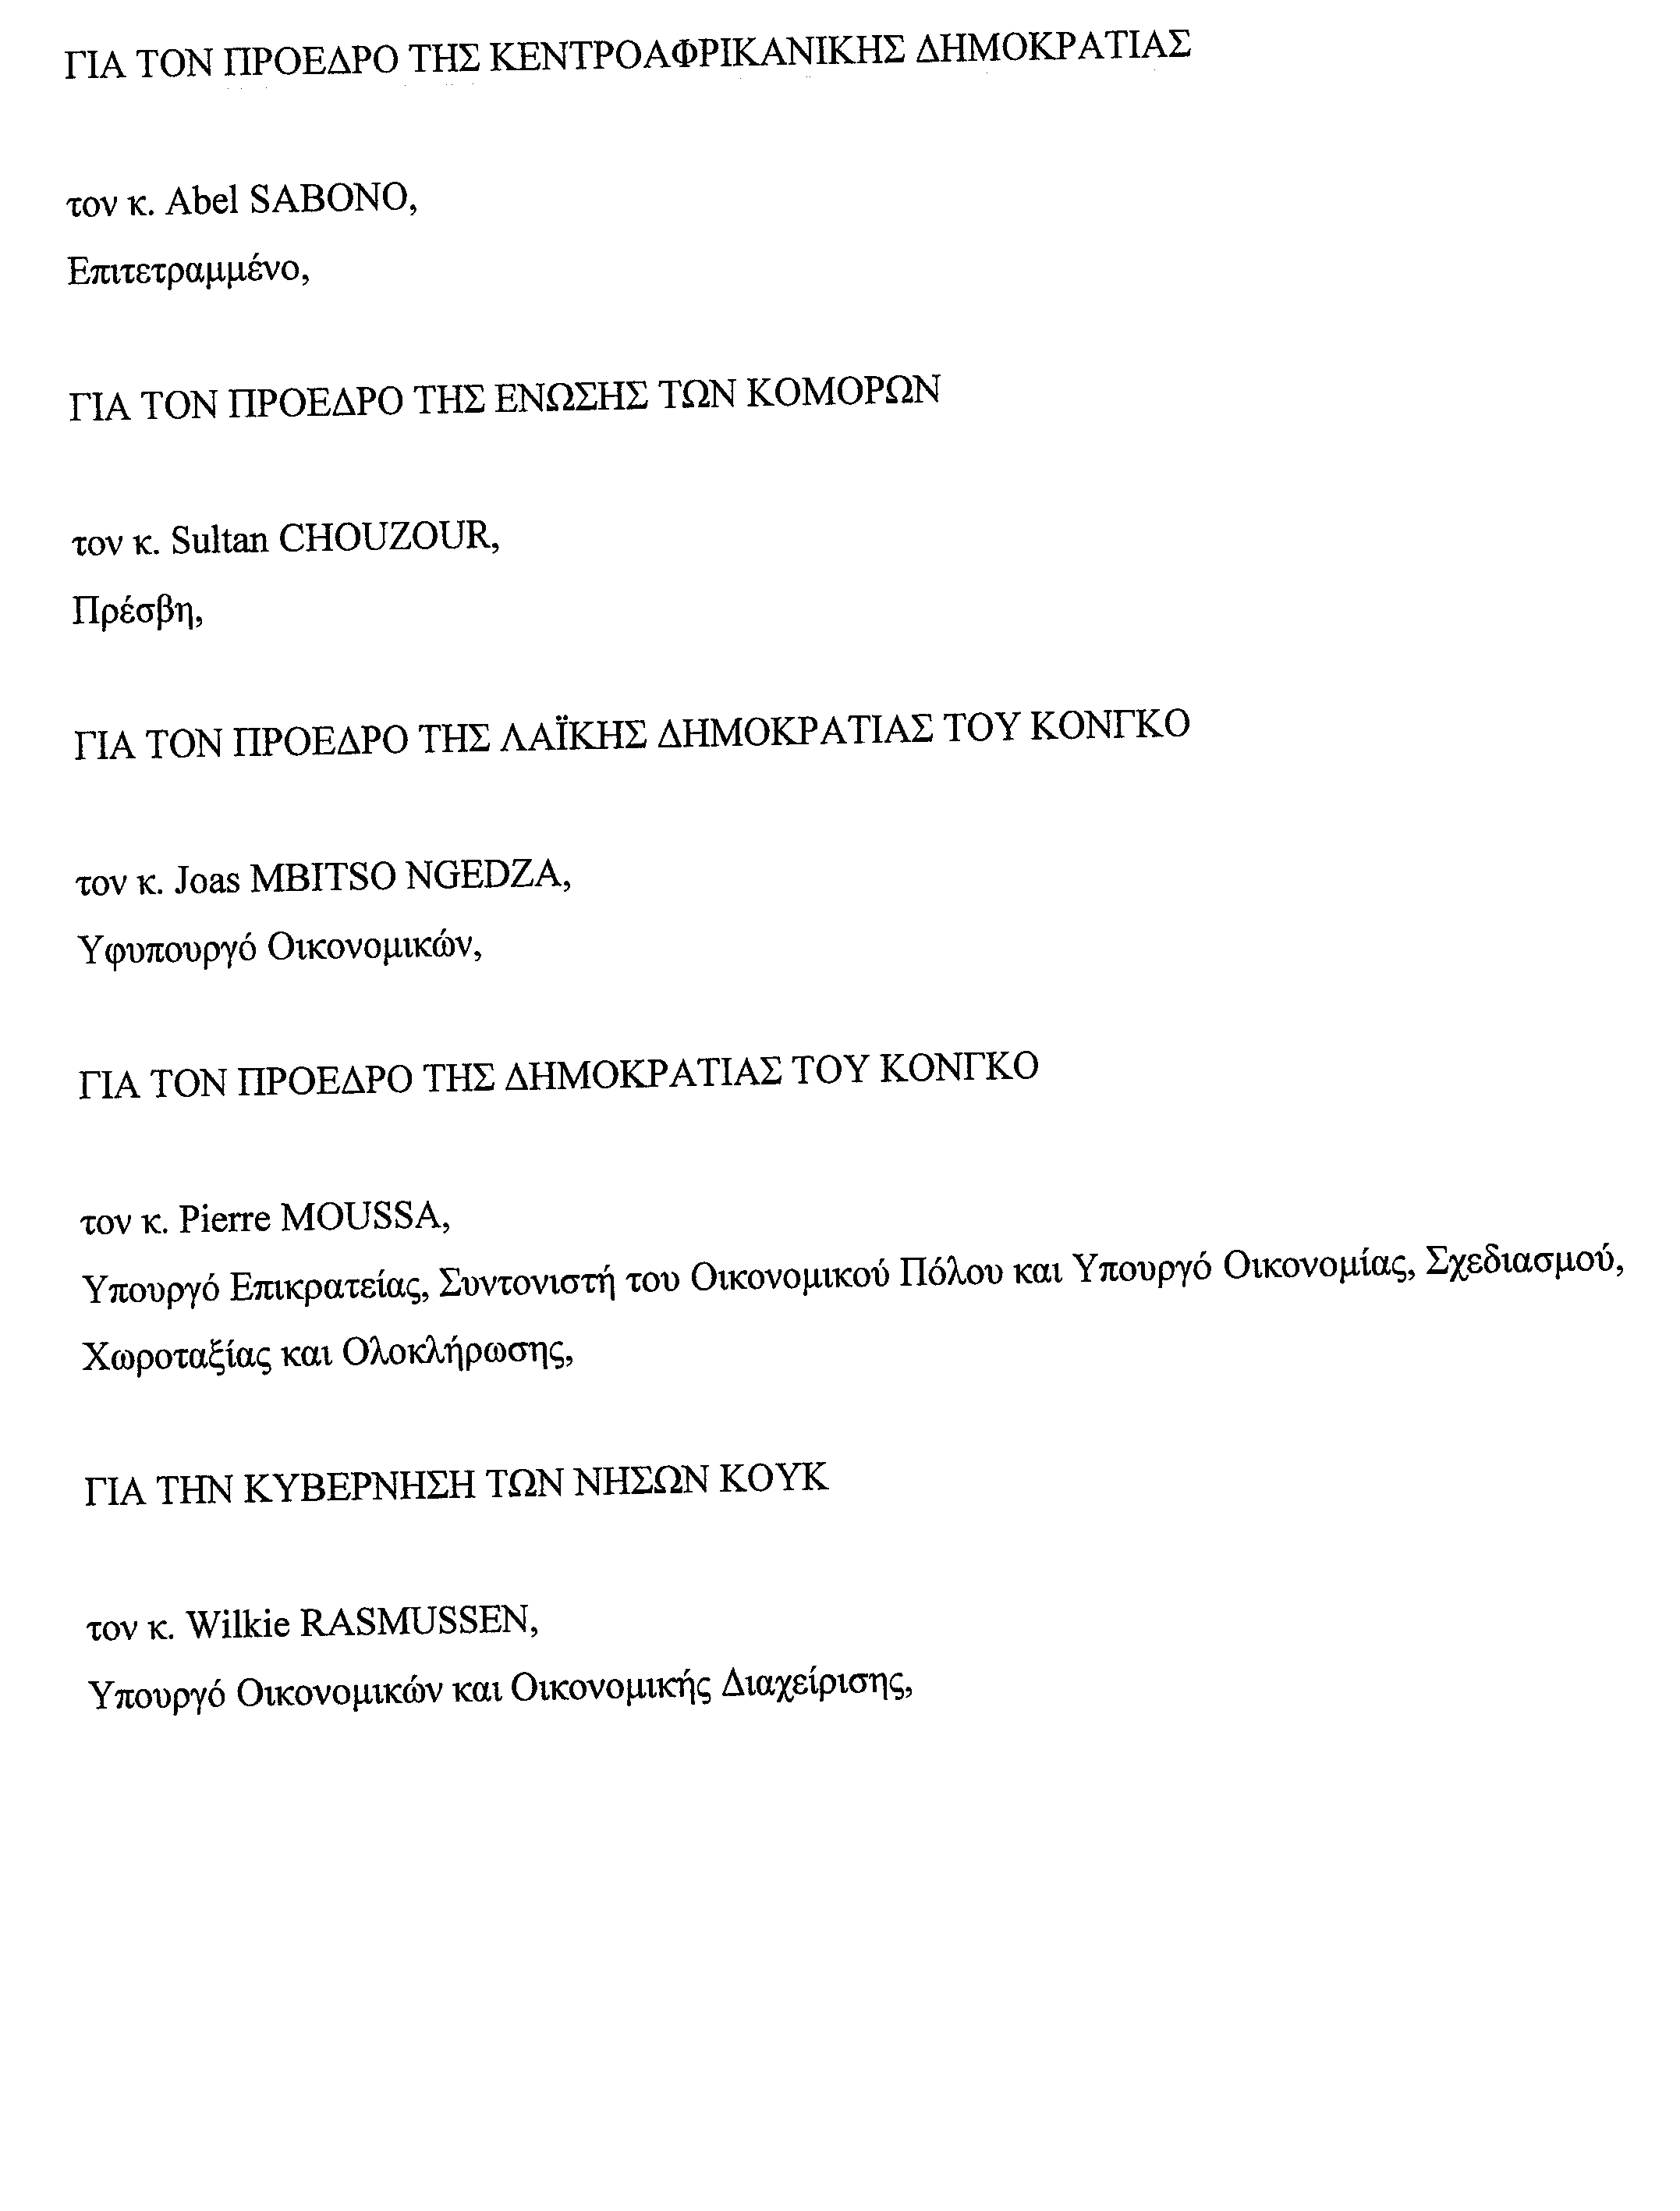 ΓΙΑ ΤΟΝ ΠΡΟΕΔΡΟ ΤΗΣ ΚΕΝΤΡΟΑΦΡΙΚΑΝΙΚΗΣ ΔΗΜΟΚΡΑΤΙΑΣ
τον κ. Abel SABONO,
Επιτετραμμένο,
ΓΙΑ ΤΟΝ ΠΡΟΕΔΡΟ ΤΗΣ ΕΝΩΣΗΣ ΤΩΝ ΚΟΜΟΡΩΝ
τον κ. Sultan CHOUZOUR,
Πρέσβη,
ΓΙΑ ΤΟΝ ΠΡΟΕΔΡΟ ΤΗΣ ΛΑΪΚΗΣ ΔΗΜΟΚΡΑΤΙΑΣ ΤΟΥ ΚΟΝΓΚΟ
τον κ. Joas MBITSO NGEDZA,
Υφυπουργό Οικονομικών,
ΓΙΑ ΤΟΝ ΠΡΟΕΔΡΟ ΤΗΣ ΔΗΜΟΚΡΑΤΙΑΣ ΤΟΥ ΚΟΝΓΚΟ
τον κ. Pierre MOUSSA,
Υπουργό Επικρατείας, Συντονιστή του Οικονομικού Πόλου και Υπουργό Οικονομίας, Σχεδιασμού,
Χωροταξίας και Ολοκλήρωσης,
ΓΙΑ ΤΗΝ ΚΥΒΕΡΝΗΣΗ ΤΩΝ ΝΗΣΩΝ ΚΟΥΚ
τον κ. Wilkie RASMUSSEN,
Υπουργό Οικονομικών και Οικονομικής Διαχείρισης,